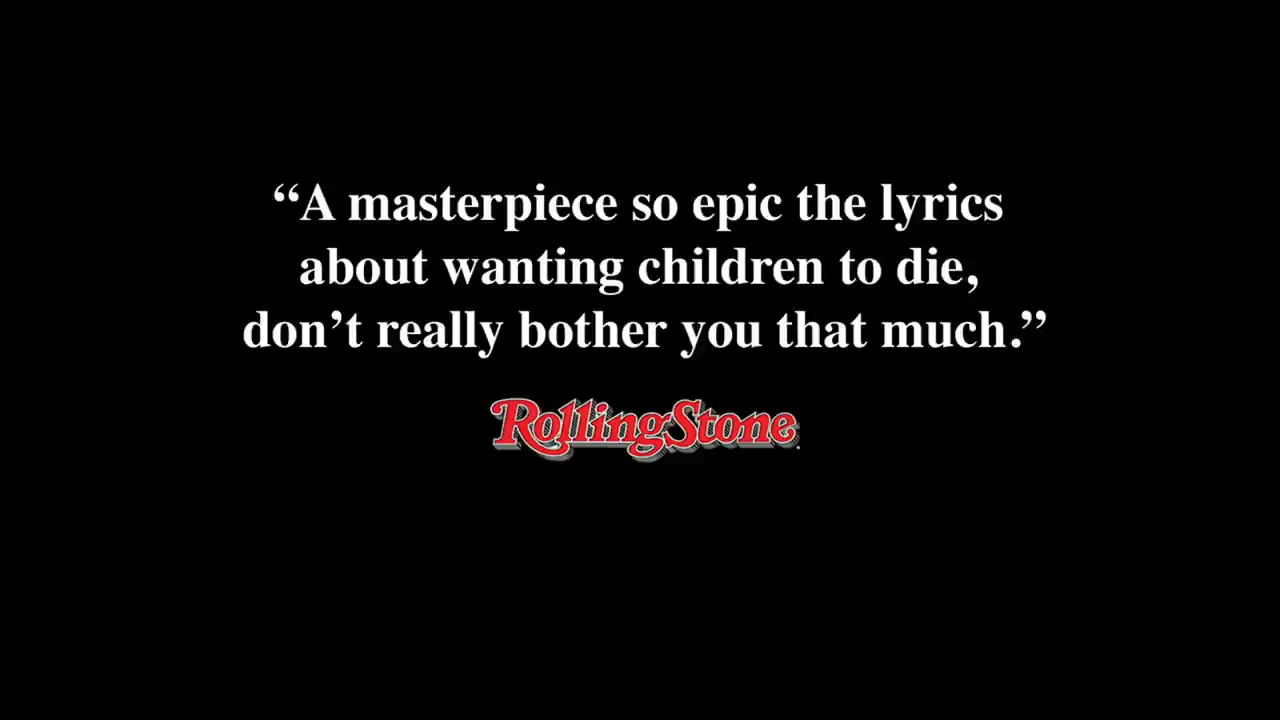 “A masterpiece so epic the lyrics
about wanting children to die,
don’t really bother you that much.”
RollingStone